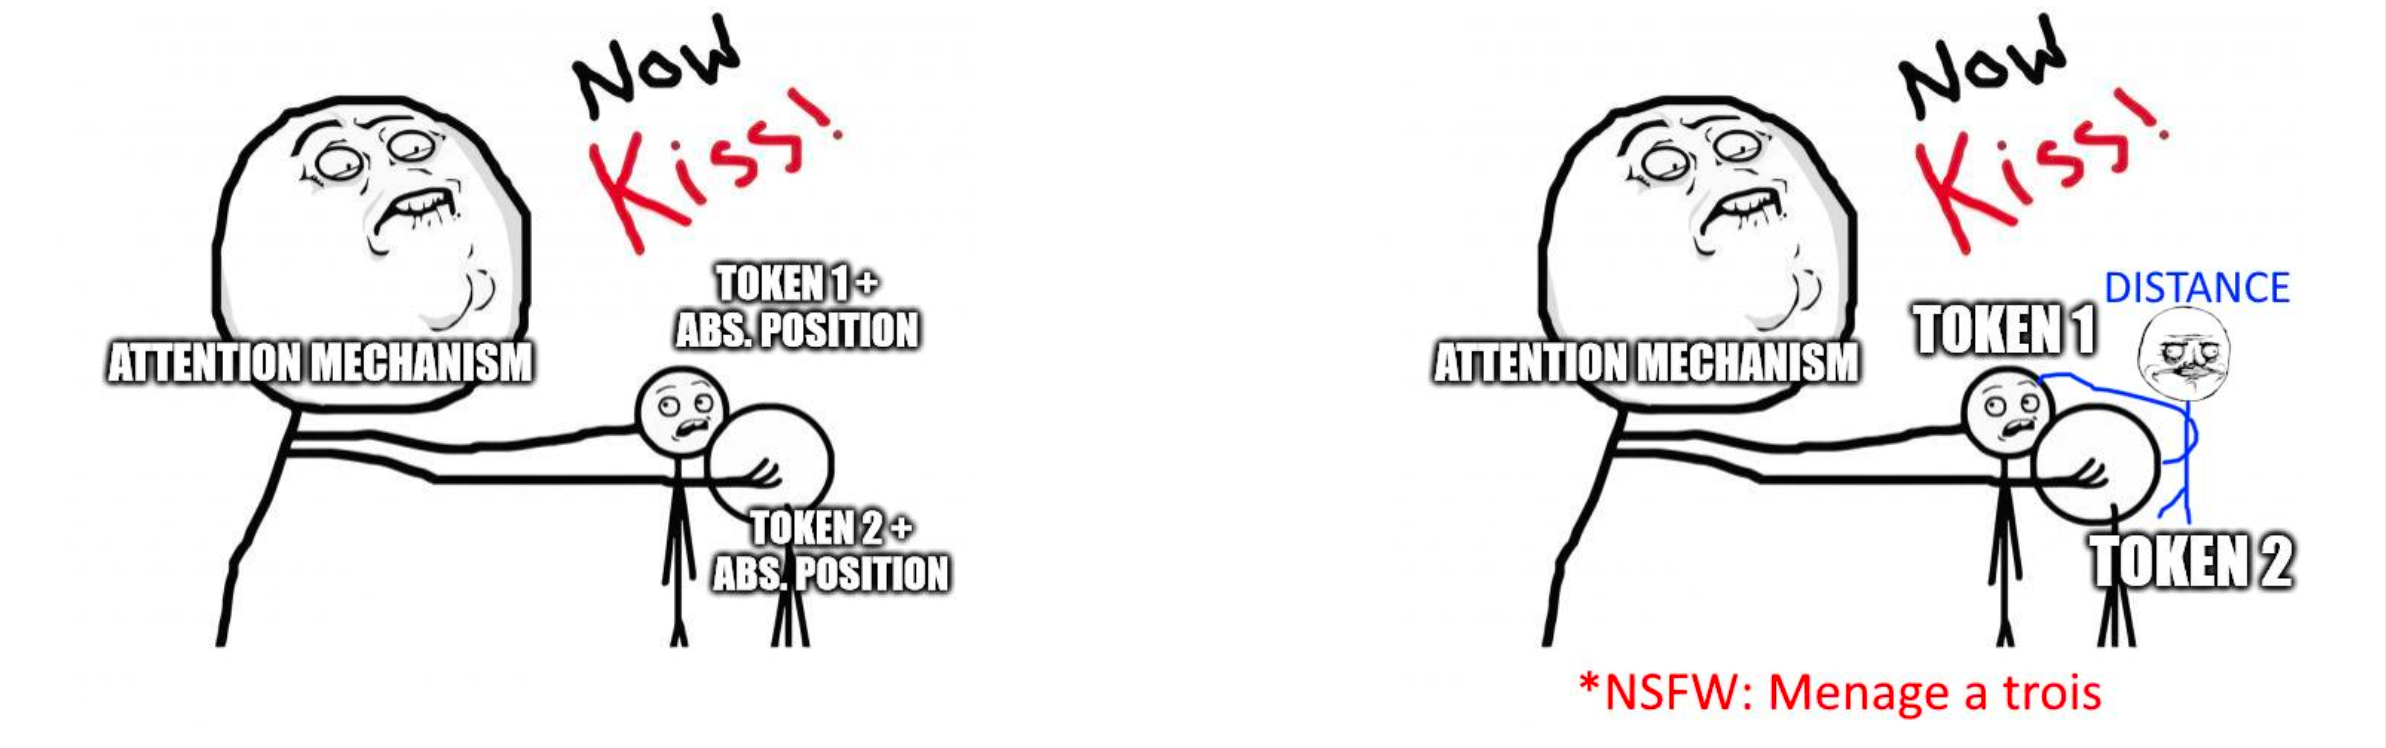 Now
Kiss!
TOKEN 1 +
ABS. POSITION
ATTENTION MECHANISM
TOKEN 2 +
ABS. POSITION
Now
Kiss!
DISTANCE
TOKEN 1
ATTENTION MECHANISM
TOKEN 2
*NSFW: Menage a trois